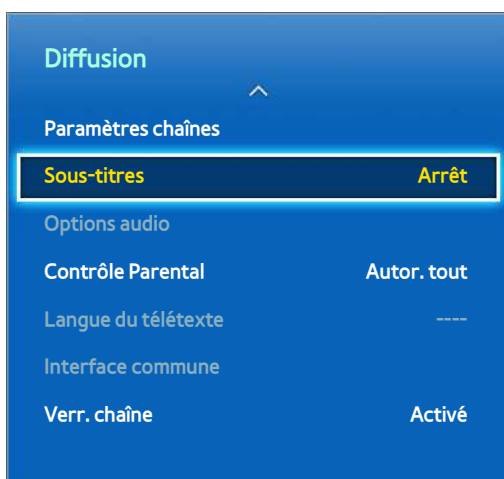 Diffusion
Paramètres chaînes
Sous-titres Arrêt
Options audio
Contrôle Parental Autor. tout
Langue du télétexte ----
Interface commune
Verr. chaîne Activé